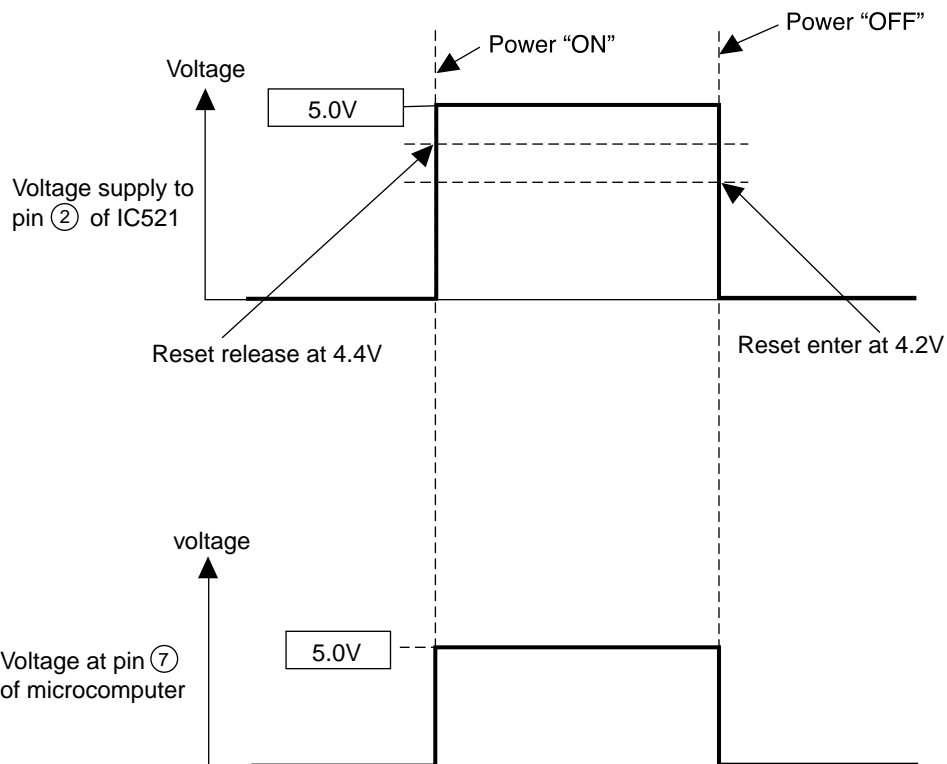 Power “OFF”
Power “ON”
Voltage
5.0V
Voltage supply to
pin ② of IC521
Reset release at 4.4V
Reset enter at 4.2V
voltage
5.0V
Voltage at pin ⑦
of microcomputer